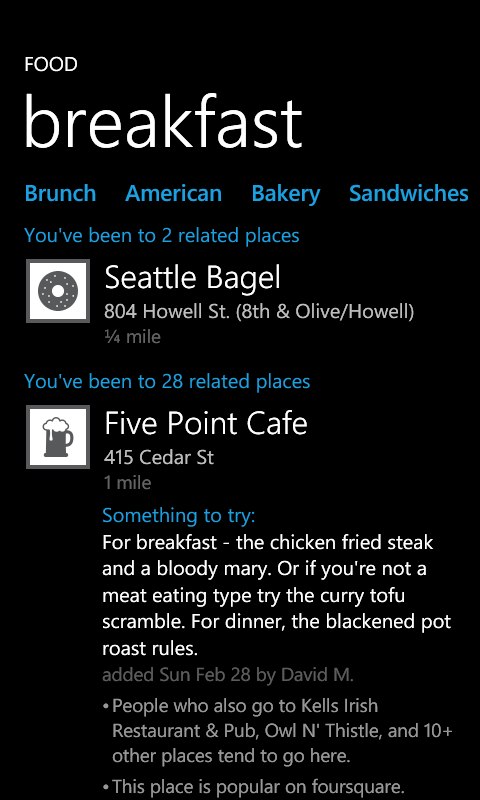 FOOD
breakfast
Brunch American Bakery Sandwiches
You've been to 2 related places
Seattle Bagel
804 Howell St. (8th & Olive/Howell)
¼ mile
You've been to 28 related places
Five Point Cafe
415 Cedar St
1 mile
Something to try:
For breakfast - the chicken fried steak
and a bloody mary. Or if you're not a
meat eating type try the curry tofu
scramble. For dinner, the blackened pot
roast rules.
added Sun Feb 28 by David M.
• People who also go to Kells Irish
Restaurant & Pub, Owl N' Thistle, and 10+
other places tend to go here.
• This place is popular on foursquare.